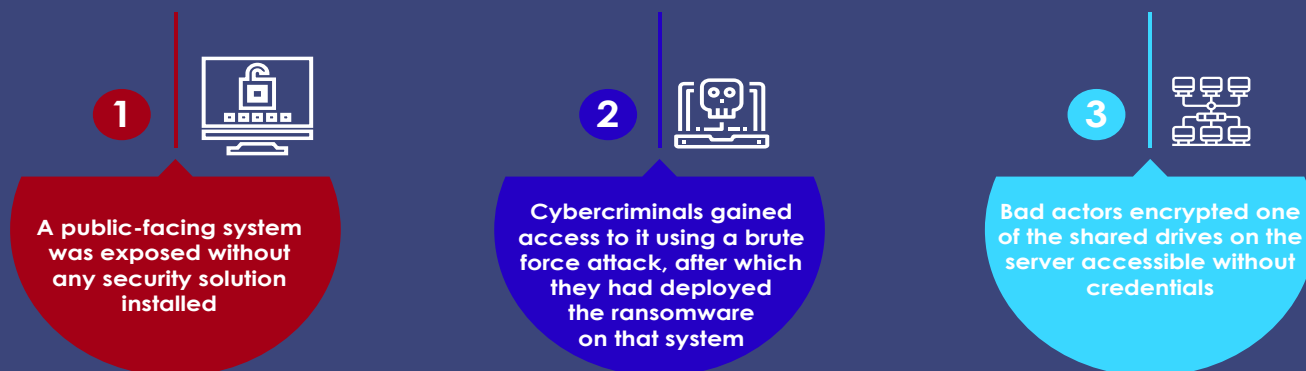 1
A public-facing system
was exposed without
any security solution
installed
2
Cybercriminals gained
access to it using a brute
force attack, after which
they had deployed
the ransomware
on that system
3
Bad actors encrypted one
of the shared drives on the
server accessible without
credentials